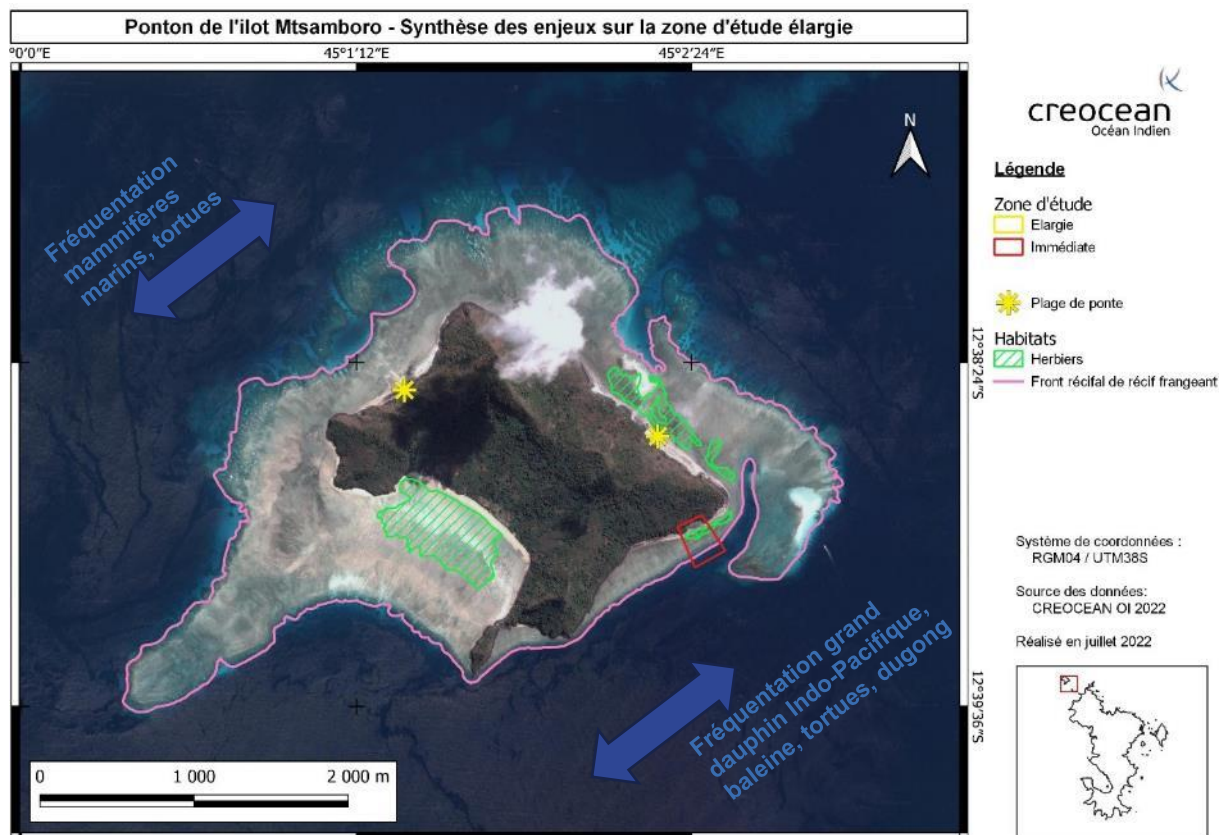 Ponton de l'ilot Mtsamboro - Synthèse des enjeux sur la zone d'étude élargie
°0'0"E
45°1'12"E
45°2'24"E
creocean
Océan Indien
N
Fréquentation
mammifères
marins, tortues
Légende
Zone d'étude
Elargie
Immédiate
Plage de ponte
Habitats
Herbiers
Front récifal de récif frangeant
12°38'24"S
12°39'36"S
Fréquentation grand
dauphin Indo-Pacifique,
baleine, tortues, dugong
Système de coordonnées :
RGM04 / UTM38S
Source des données:
CREOCEAN OI 2022
Réalisé en juillet 2022
0 1 000 2 000 m